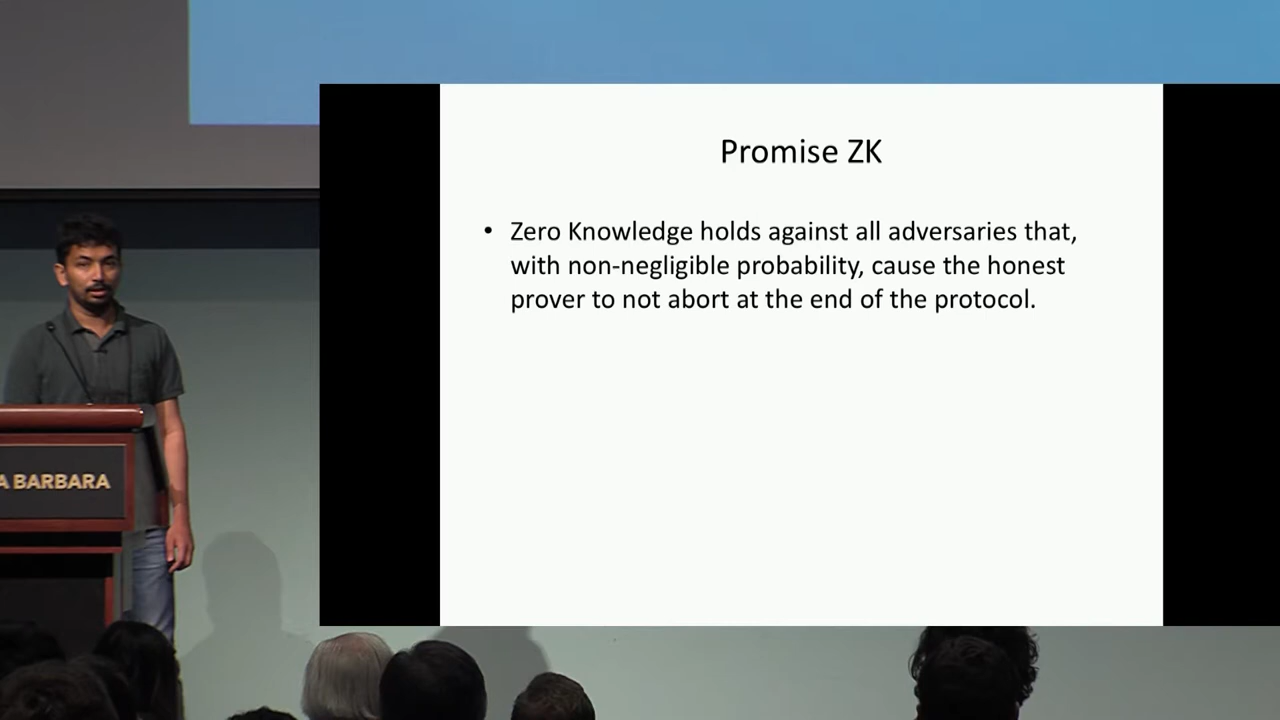 Promise ZK
• Zero Knowledge holds against all adversaries that,
with non-negligible probability, cause the honest
prover to not abort at the end of the protocol.
A BARBARA